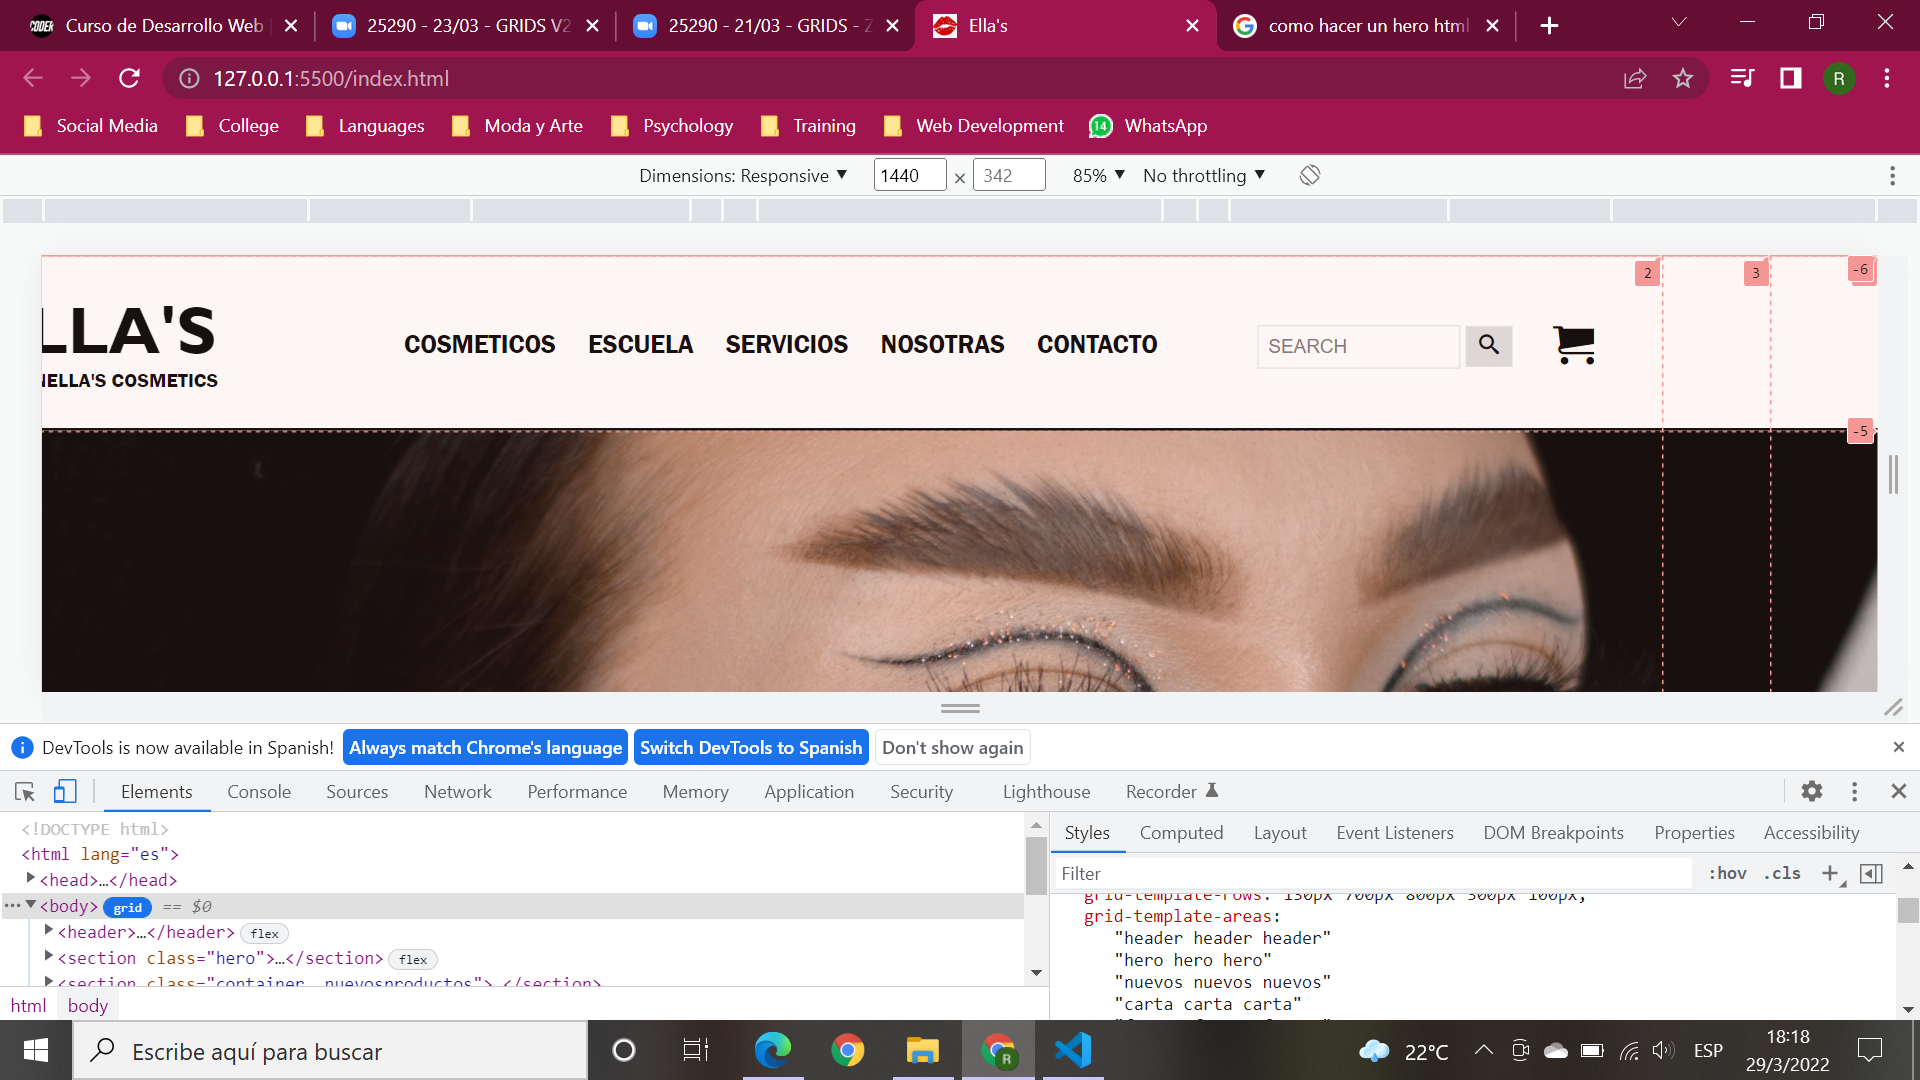 Curso de Desarrollo Web
25290 - 23/03 - GRIDS V2
25290 - 21/03 - GRIDS - Z
Ella's
como hacer un hero html
127.0.0.1:5500/index.html
R
Social Media
College
Languages
Moda y Arte
Psychology
Training
Web Development
14
WhatsApp
Dimensions: Responsive
1440
×
342
85%
No throttling
2
3
-6
LLA'S
NELLA'S COSMETICS
COSMETICOS
ESCUELA
SERVICIOS
NOSOTRAS
CONTACTO
SEARCH
-5
DevTools is now available in Spanish!
Always match Chrome's language
Switch DevTools to Spanish
Don't show again
Elements
Console
Sources
Network
Performance
Memory
Application
Security
Lighthouse
Recorder
<!DOCTYPE html>
<html lang="es">
<head>…</head>
<body> grid == $0
<header>…</header> flex
<section class="hero">…</section> flex
<section class="container nuevosproductos">…</section>
html
body
Styles
Computed
Layout
Event Listeners
DOM Breakpoints
Properties
Accessibility
Filter
:hov
.cls
grid-template-rows: 130px 700px 800px 300px 100px;
grid-template-areas:
"header header header"
"hero hero hero"
"nuevos nuevos nuevos"
"carta carta carta"
Escribe aquí para buscar
R
22°C
ESP
18:18
29/3/2022